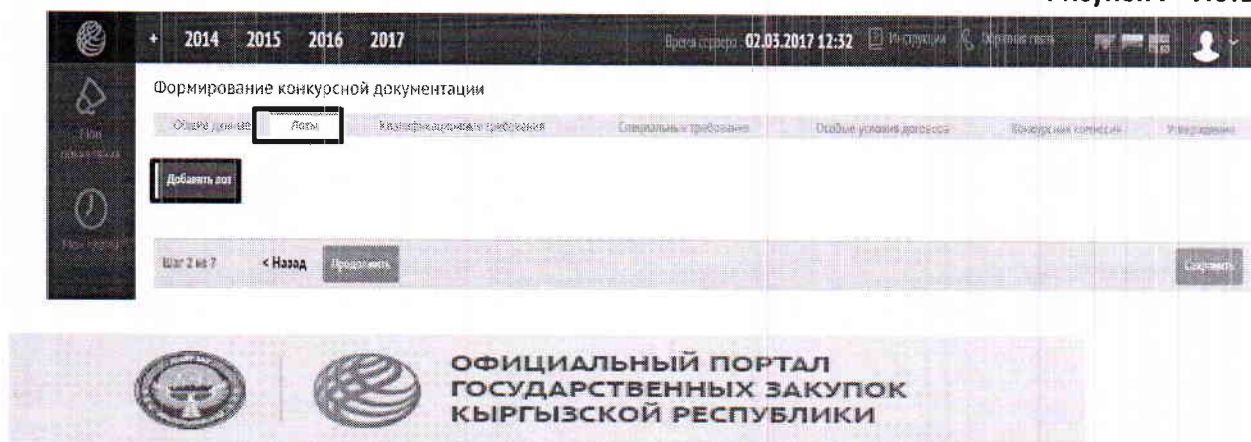 + 2014 2015 2016 2017 Время сервера 02.03.2017 12:32 Инструкции Обратная связь
Формирование конкурсной документации
Общие данные Лоты Квалификационные требования Специальные требования Особые условия договора Конкурсная комиссия Утверждение
Мои
Добавить лот
Шаг 2 из 7 < Назад Продолжить Сохранить
ОФИЦИАЛЬНЫЙ ПОРТАЛ
ГОСУДАРСТВЕННЫХ ЗАКУПОК
КЫРГЫЗСКОЙ РЕСПУБЛИКИ